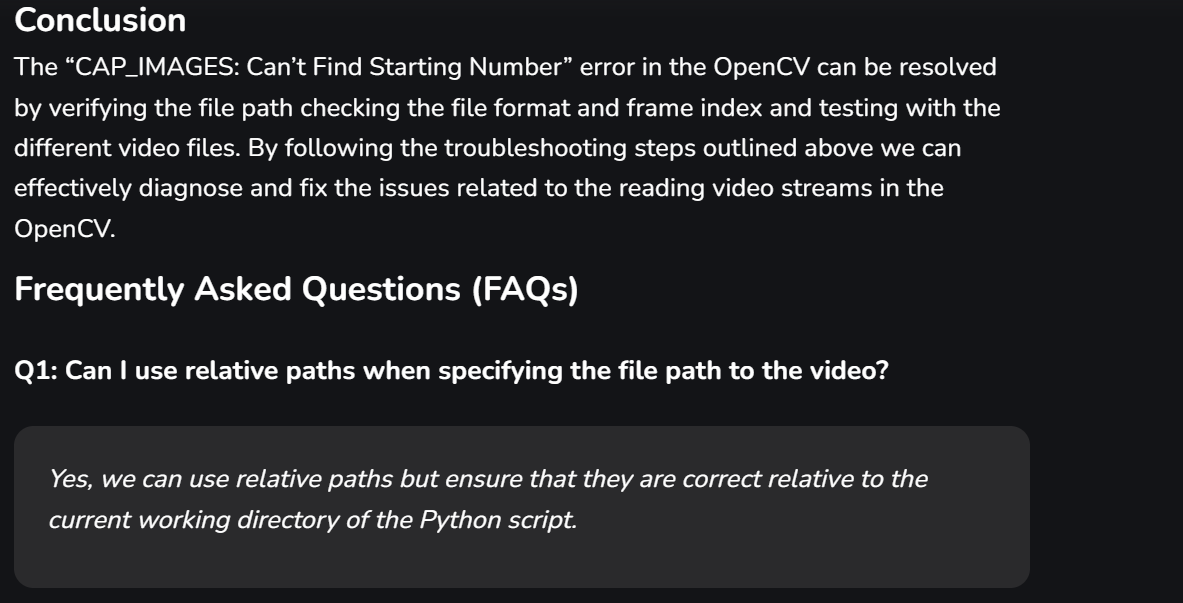 Conclusion
The “CAP_IMAGES: Can’t Find Starting Number” error in the OpenCV can be resolved
by verifying the file path checking the file format and frame index and testing with the
different video files. By following the troubleshooting steps outlined above we can
effectively diagnose and fix the issues related to the reading video streams in the
OpenCV.
Frequently Asked Questions (FAQs)
Q1: Can I use relative paths when specifying the file path to the video?
Yes, we can use relative paths but ensure that they are correct relative to the
current working directory of the Python script.